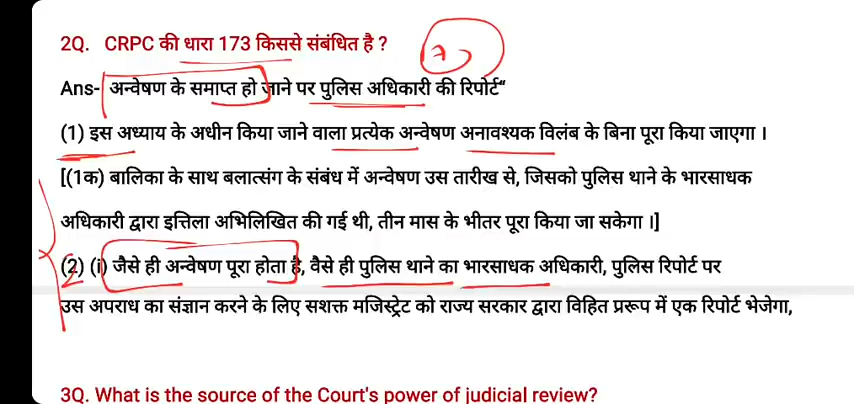 2Q. CRPC की धारा 173 किससे संबंधित है ?
Ans- अन्वेषण के समाप्त हो जाने पर पुलिस अधिकारी की रिपोर्ट“
(1) इस अध्याय के अधीन किया जाने वाला प्रत्येक अन्वेषण अनावश्यक विलंब के बिना पूरा किया जाएगा ।
[(1क) बालिका के साथ बलात्संग के संबंध में अन्वेषण उस तारीख से, जिसको पुलिस थाने के भारसाधक
अधिकारी द्वारा इत्तिला अभिलिखित की गई थी, तीन मास के भीतर पूरा किया जा सकेगा ।]
(2) (i) जैसे ही अन्वेषण पूरा होता है, वैसे ही पुलिस थाने का भारसाधक अधिकारी, पुलिस रिपोर्ट पर
उस अपराध का संज्ञान करने के लिए सशक्त मजिस्ट्रेट को राज्य सरकार द्वारा विहित प्ररूप में एक रिपोर्ट भेजेगा,
3Q. What is the source of the Court's power of judicial review?